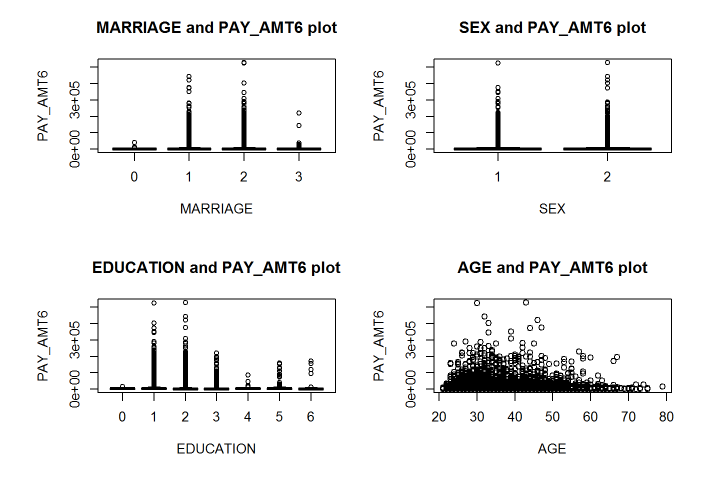 MARRIAGE and PAY_AMT6 plot
PAY_AMT6
0e+00 3e+05
0 1 2 3
MARRIAGE
SEX and PAY_AMT6 plot
PAY_AMT6
0e+00 3e+05
1 2
SEX
EDUCATION and PAY_AMT6 plot
PAY_AMT6
0e+00 3e+05
0 1 2 3 4 5 6
EDUCATION
AGE and PAY_AMT6 plot
PAY_AMT6
0e+00 3e+05
20 30 40 50 60 70 80
AGE